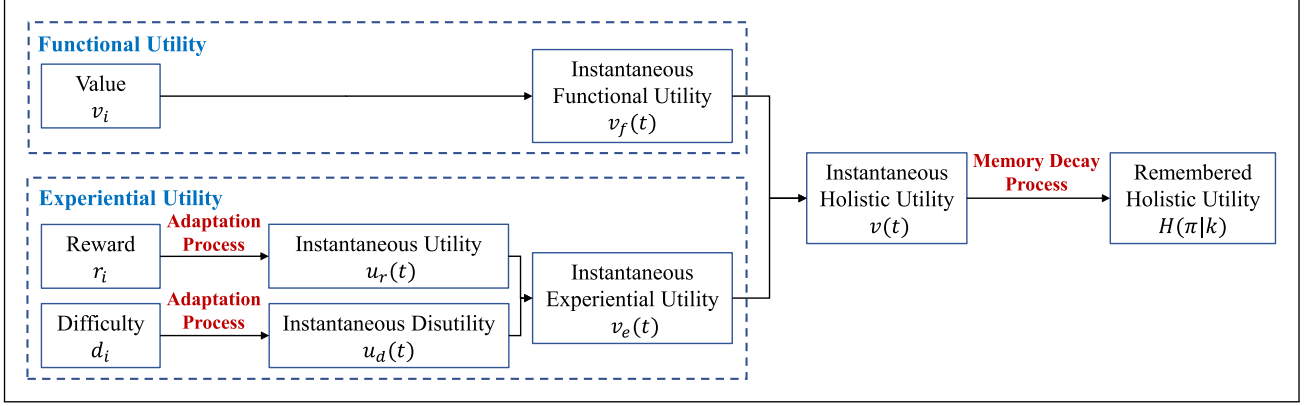 Functional Utility
Value
v_i
Instantaneous
Functional Utility
v_f(t)
Experiential Utility
Reward
r_i
Adaptation
Process
Instantaneous Utility
u_r(t)
Difficulty
d_i
Adaptation
Process
Instantaneous Disutility
u_d(t)
Instantaneous
Experiential Utility
v_e(t)
Instantaneous
Holistic Utility
v(t)
Memory Decay
Process
Remembered
Holistic Utility
H(π|k)